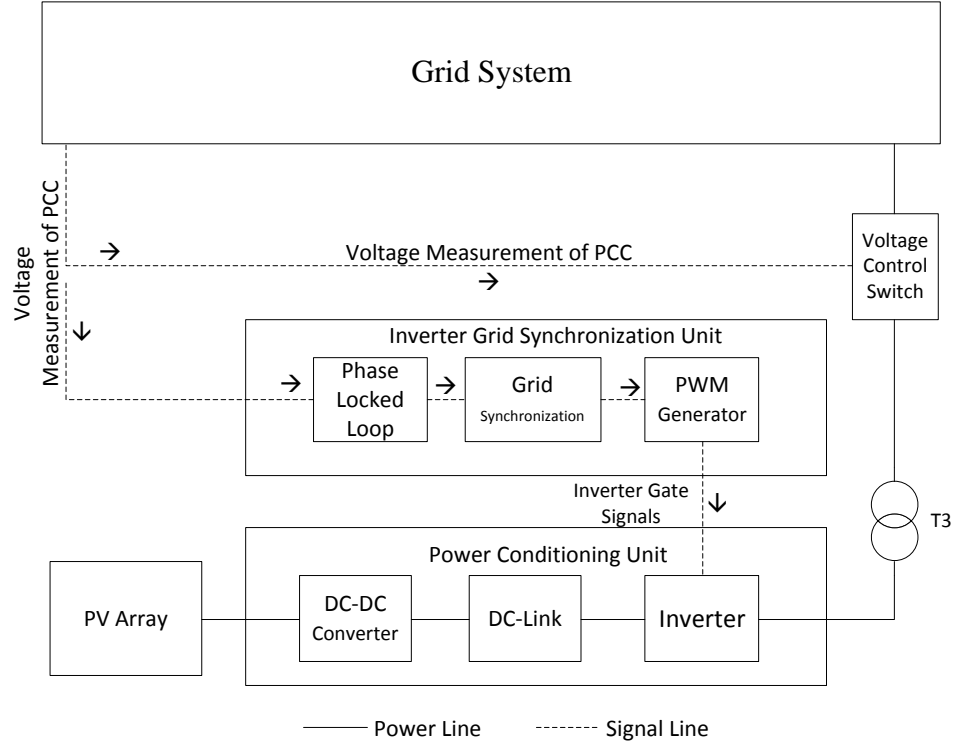 Grid System
Voltage
Measurement of PCC
Voltage Measurement of PCC
Voltage
Control
Switch
Inverter Grid Synchronization Unit
Phase
Locked
Loop
Grid
Synchronization
PWM
Generator
Inverter Gate
Signals
T3
Power Conditioning Unit
PV Array
DC-DC
Converter
DC-Link
Inverter
Power Line
Signal Line